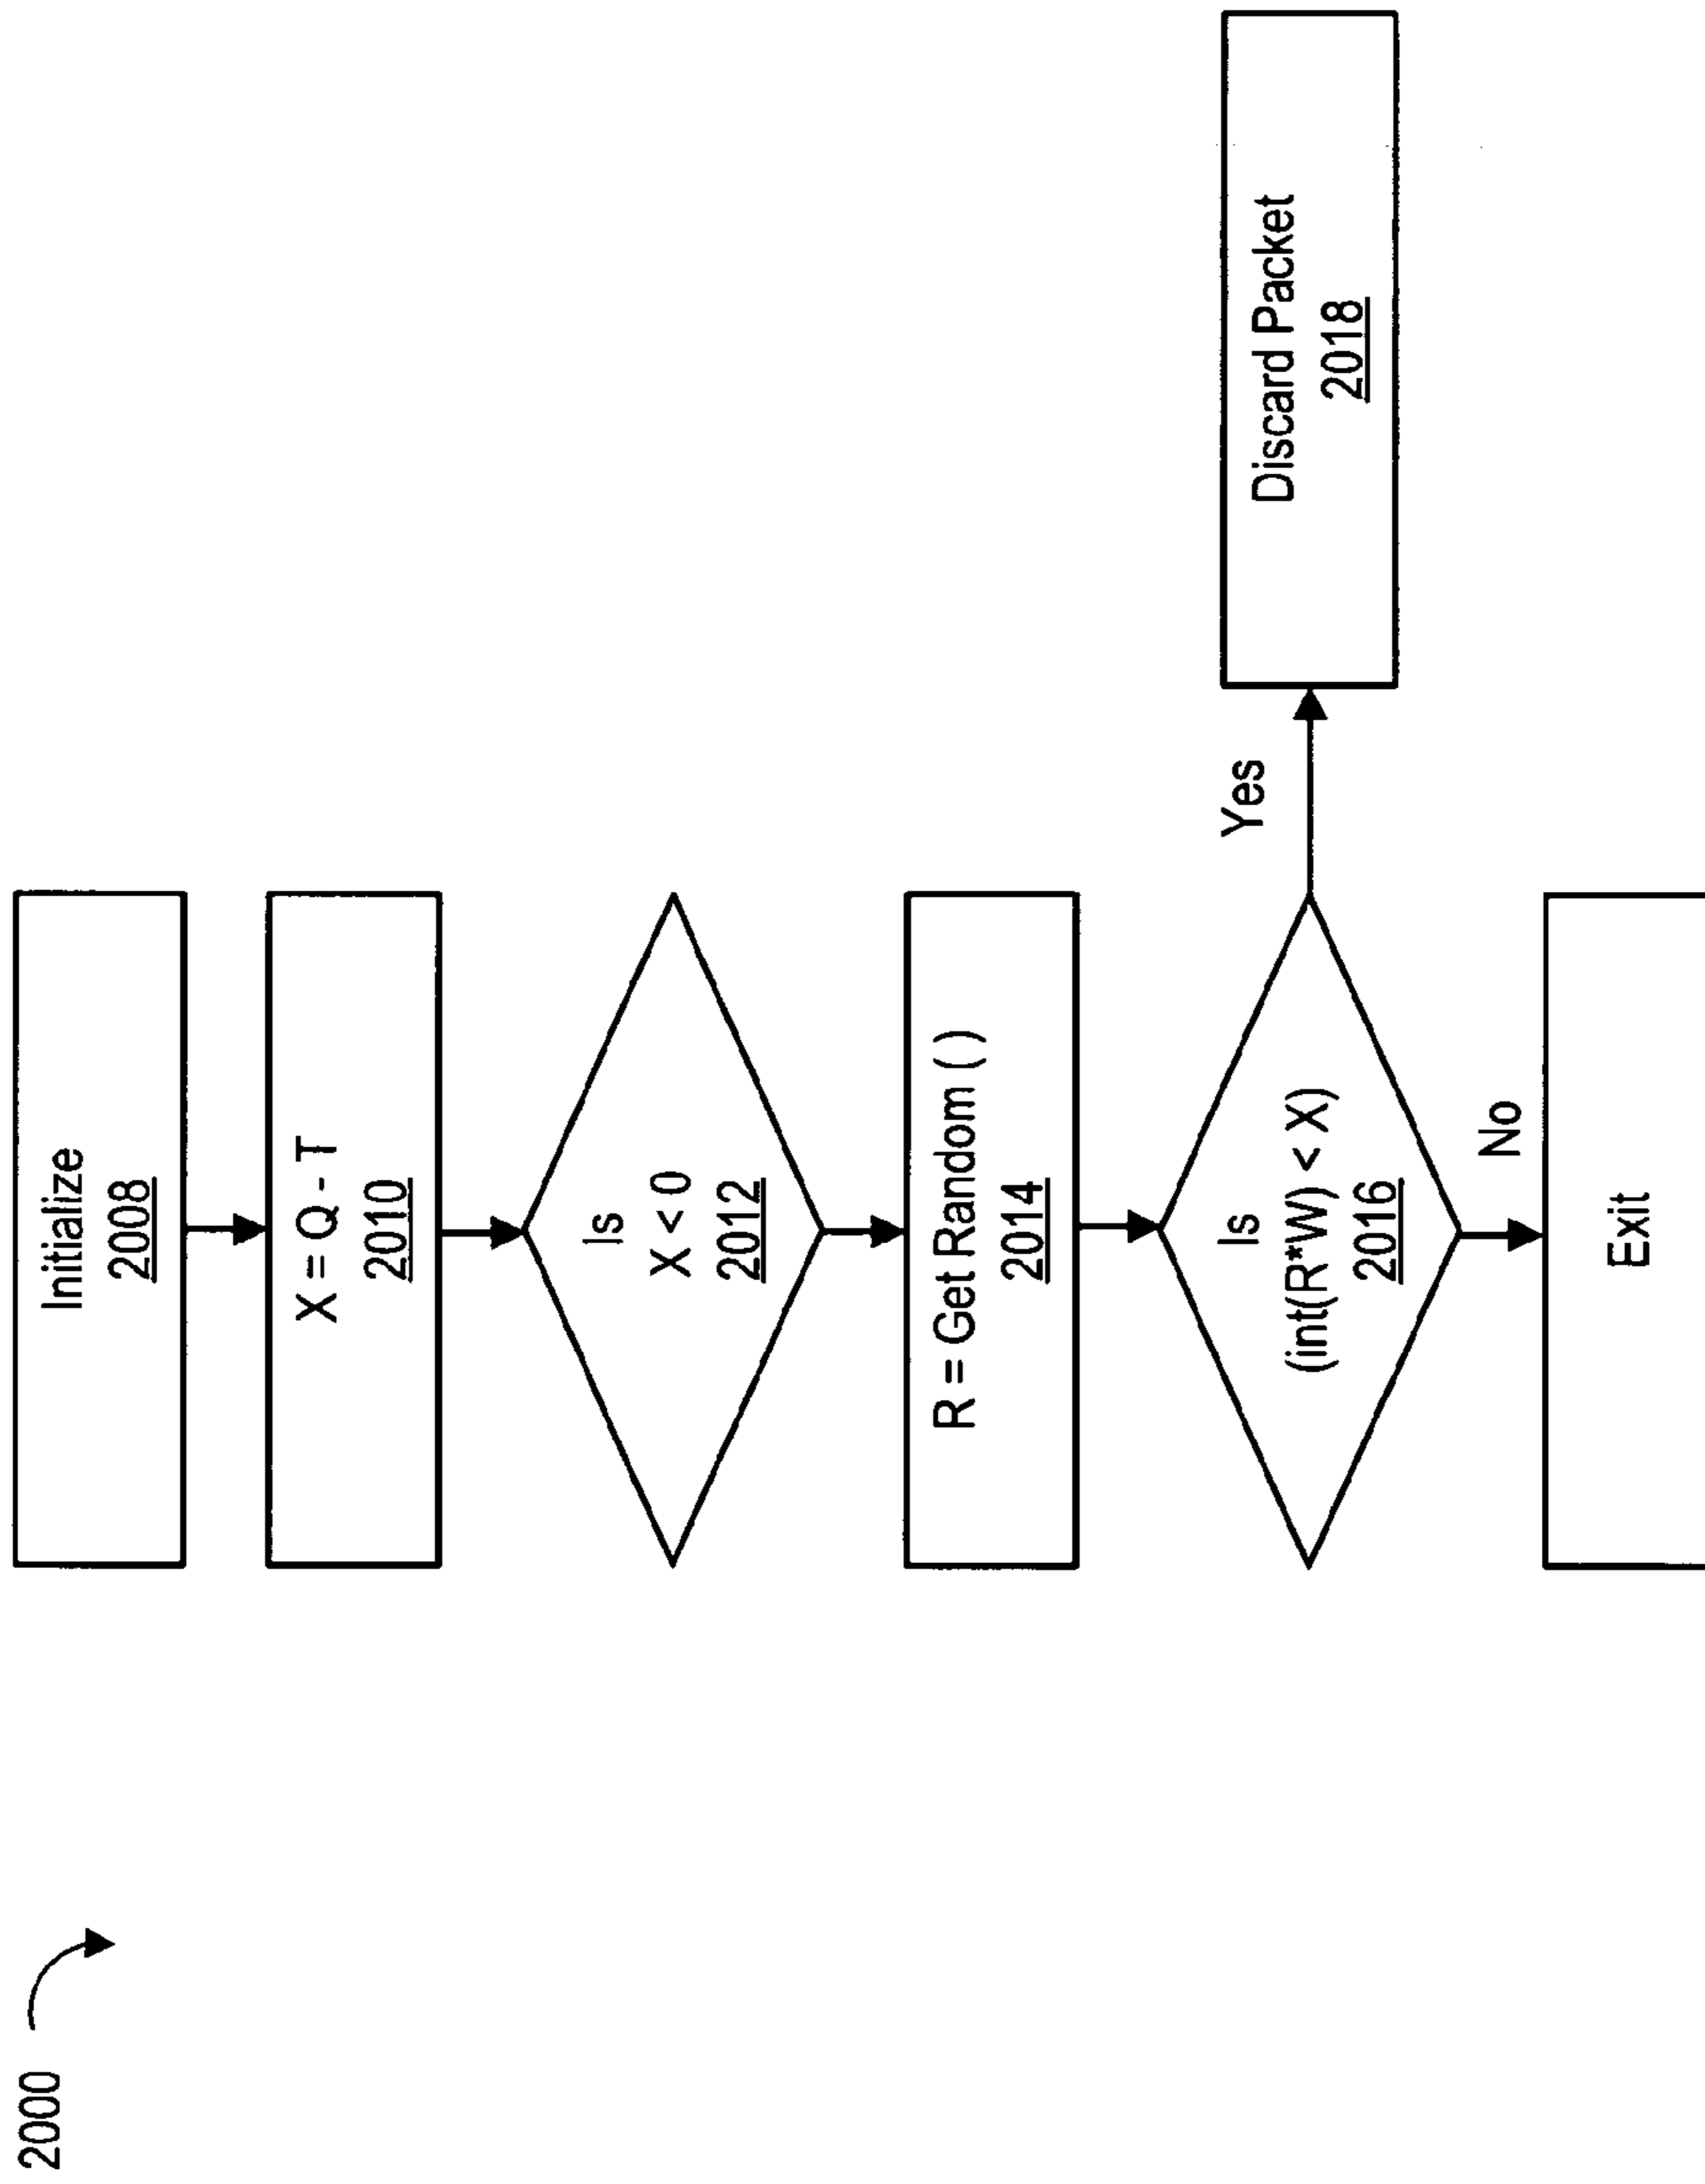 2000
Initialize
2008
X = Q - T
2010
Is
X < 0
2012
R = Get Random ( )
2014
Is
(int(R*W) < X)
2016
Yes
Discard Packet
2018
No
Exit